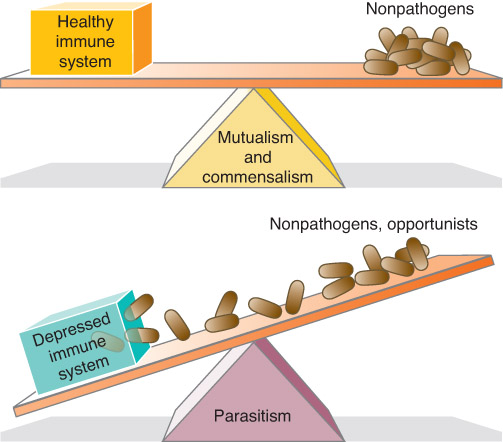 Healthy
immune
system
Nonpathogens
Mutualism
and
commensalism
Nonpathogens, opportunists
Depressed
immune
system
Parasitism